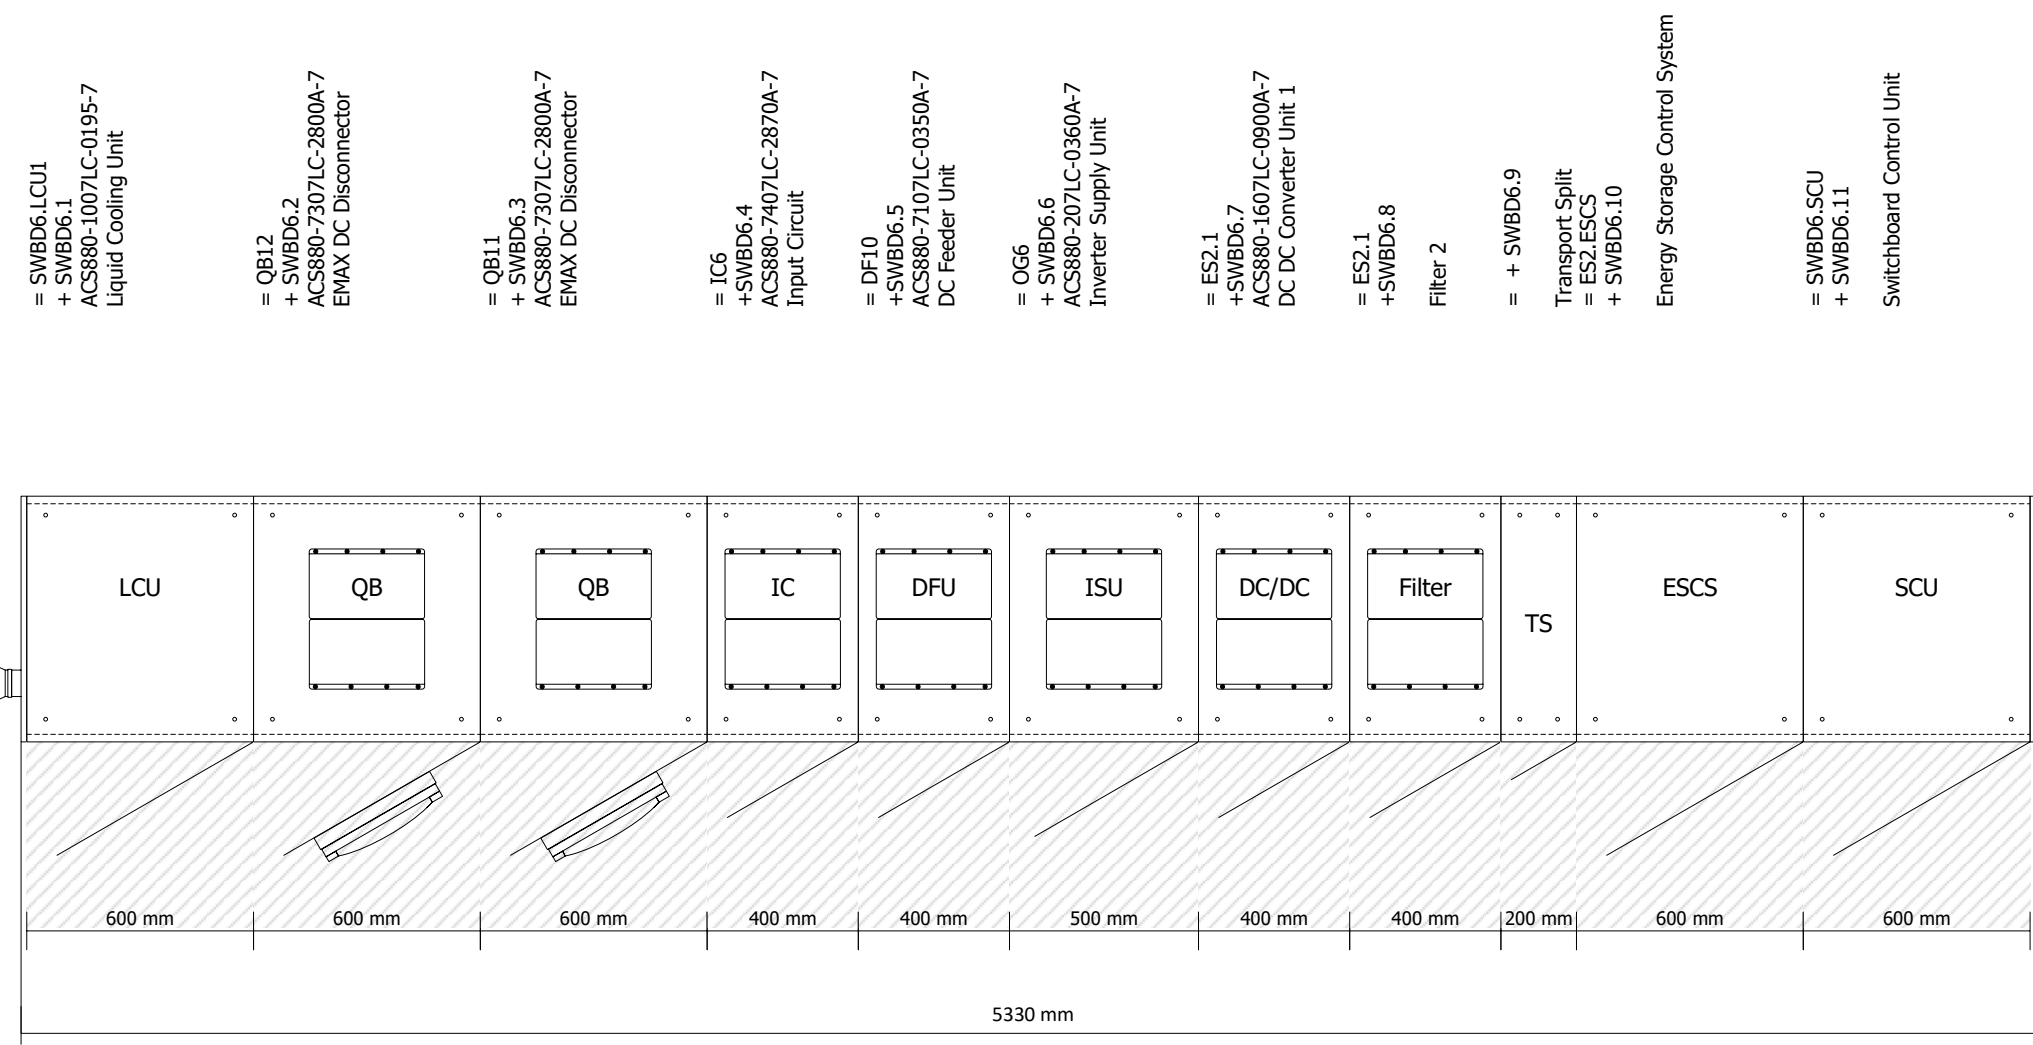 = SWBD6.LCU1
+ SWBD6.1
ACS880-1007LC-0195-7
Liquid Cooling Unit
= QB12
+ SWBD6.2
ACS880-7307LC-2800A-7
EMAX DC Disconnector
= QB11
+ SWBD6.3
ACS880-7307LC-2800A-7
EMAX DC Disconnector
= IC6
+SWBD6.4
ACS880-7407LC-2870A-7
Input Circuit
= DF10
+SWBD6.5
ACS880-7107LC-0350A-7
DC Feeder Unit
= OG6
+ SWBD6.6
ACS880-207LC-0360A-7
Inverter Supply Unit
= ES2.1
+SWBD6.7
ACS880-1607LC-0900A-7
DC DC Converter Unit 1
= ES2.1
+SWBD6.8
Filter 2
= + SWBD6.9
Transport Split
= ES2.ESCS
+ SWBD6.10
Energy Storage Control System
= SWBD6.SCU
+ SWBD6.11
Switchboard Control Unit
LCU
QB
QB
IC
DFU
ISU
DC/DC
Filter
TS
ESCS
SCU
600 mm
600 mm
600 mm
400 mm
400 mm
500 mm
400 mm
400 mm
200 mm
600 mm
600 mm
5330 mm